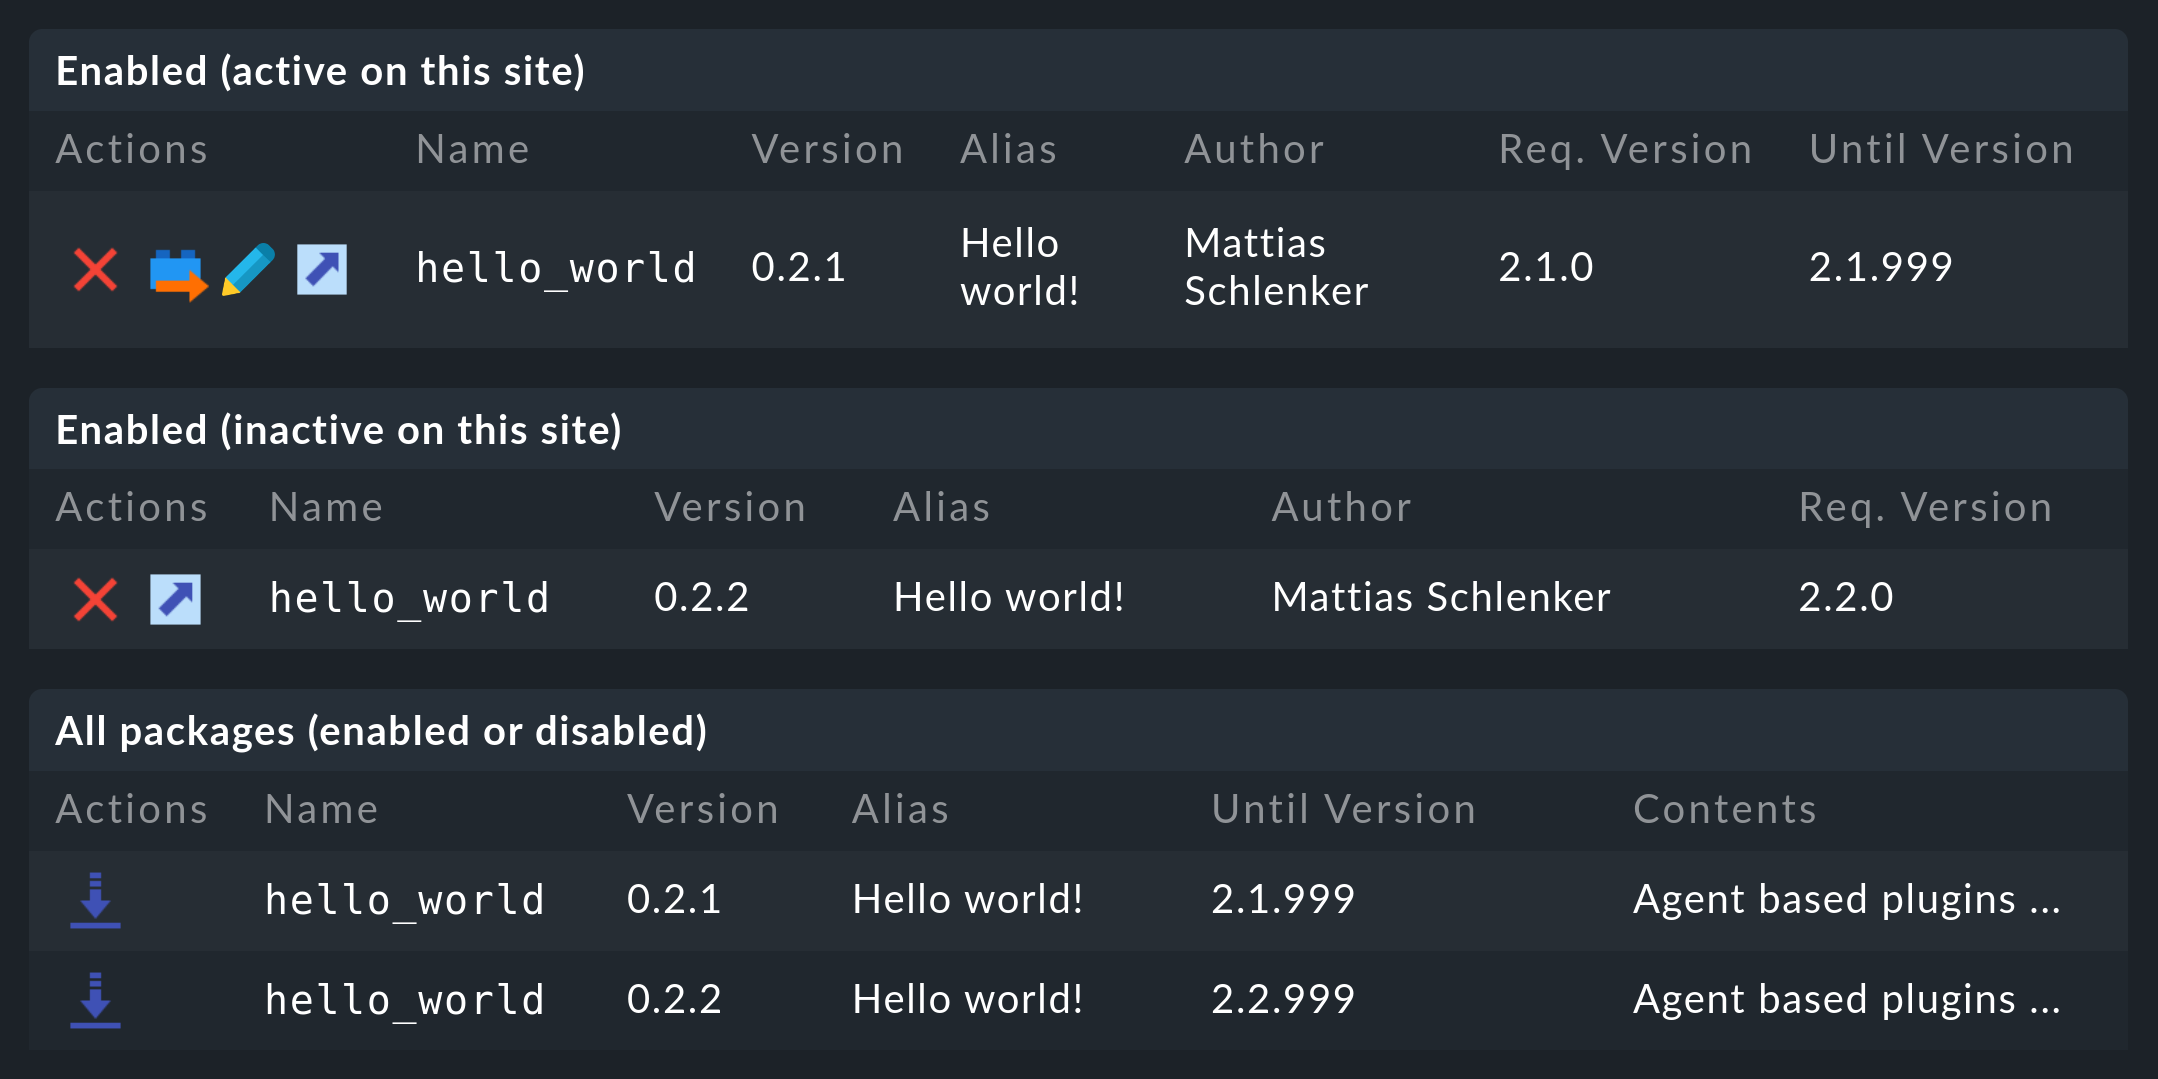 Enabled (active on this site)
Actions Name Version Alias Author Req. Version Until Version
hello_world 0.2.1 Hello world! Mattias Schlenker 2.1.0 2.1.999
Enabled (inactive on this site)
Actions Name Version Alias Author Req. Version
hello_world 0.2.2 Hello world! Mattias Schlenker 2.2.0
All packages (enabled or disabled)
Actions Name Version Alias Until Version Contents
hello_world 0.2.1 Hello world! 2.1.999 Agent based plugins ...
hello_world 0.2.2 Hello world! 2.2.999 Agent based plugins ...